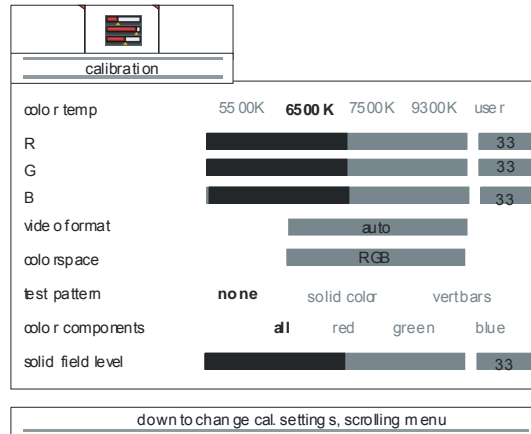 calibration
color temp 5500K 6500K 7500K 9300K user
R 33
G 33
B 33
video format auto
colorspace RGB
test pattern none solid color vertbars
color components all red green blue
solid field level 33
down to change cal. settings, scrolling menu